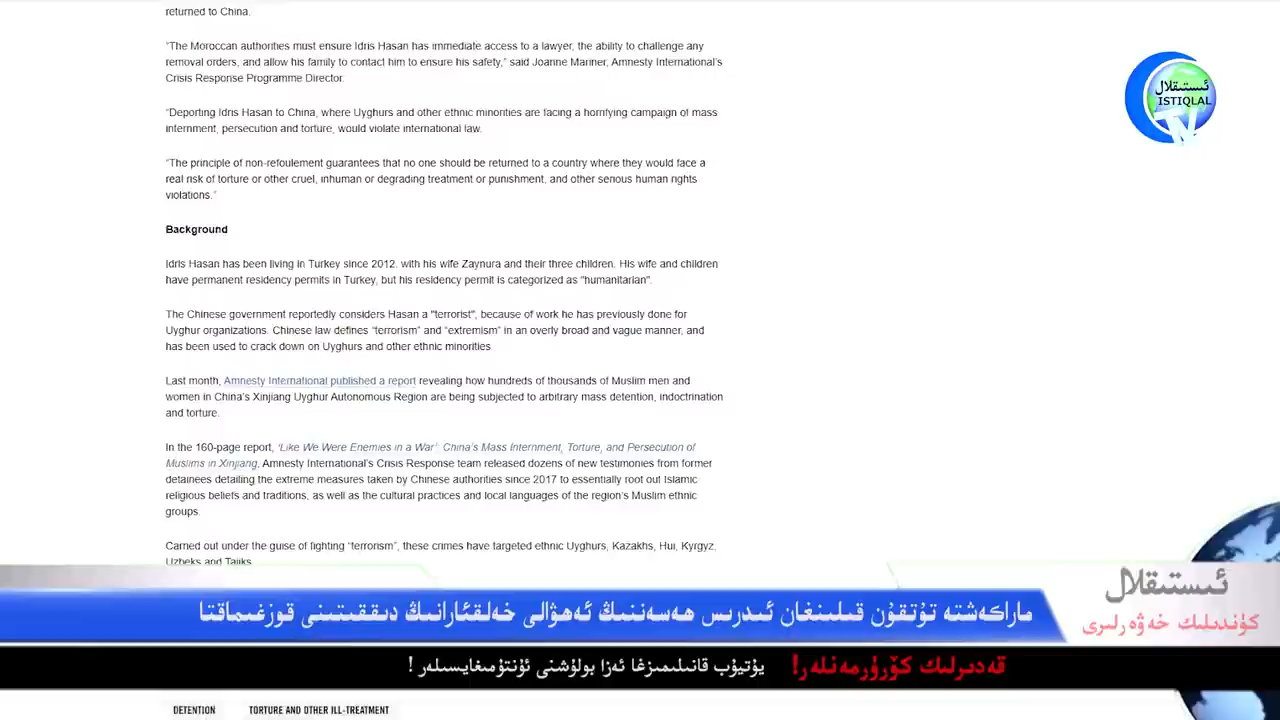 returned to China.
“The Moroccan authorities must ensure Idris Hasan has immediate access to a lawyer, the ability to challenge any
removal orders, and allow his family to contact him to ensure his safety,” said Joanne Mariner, Amnesty International’s
Crisis Response Programme Director.
“Deporting Idris Hasan to China, where Uyghurs and other ethnic minorities are facing a horrifying campaign of mass
internment, persecution and torture, would violate international law.
“The principle of non-refoulement guarantees that no one should be returned to a country where they would face a
real risk of torture or other cruel, inhuman or degrading treatment or punishment, and other serious human rights
violations.”
Background
Idris Hasan has been living in Turkey since 2012. with his wife Zaynura and their three children. His wife and children
have permanent residency permits in Turkey, but his residency permit is categorized as “humanitarian”.
The Chinese government reportedly considers Hasan a "terrorist", because of work he has previously done for
Uyghur organizations. Chinese law defines “terrorism” and “extremism” in an overly broad and vague manner, and
has been used to crack down on Uyghurs and other ethnic minorities.
Last month, Amnesty International published a report revealing how hundreds of thousands of Muslim men and
women in China’s Xinjiang Uyghur Autonomous Region are being subjected to arbitrary mass detention, indoctrination
and torture.
In the 160-page report, ‘Like We Were Enemies in a War’: China’s Mass Internment, Torture, and Persecution of
Muslims in Xinjiang, Amnesty International’s Crisis Response team released dozens of new testimonies from former
detainees detailing the extreme measures taken by Chinese authorities since 2017 to essentially root out Islamic
religious beliefs and traditions, as well as the cultural practices and local languages of the region’s Muslim ethnic
groups.
Carried out under the guise of fighting “terrorism”, these crimes have targeted ethnic Uyghurs, Kazakhs, Hui, Kyrgyz,
Uzbeks and Tajiks.
ئىستىقلال
ISTIQLAL
TV
ئىستىقلال
كۈندىلىك خەۋەرلىرى
ماراكەشتە تۇتقۇن قىلىنغان ئىدرىس ھەسەننىڭ ئەھۋالى خەلقئارانىڭ دىققىتىنى قوزغىماقتا
قەدىرلىك كۆرۈرمەنلەر! يۇتيۇب قانىلىمىزغا ئەزا بولۇشنى ئۇنتۇمىغايسىلەر !
DETENTION
TORTURE AND OTHER ILL-TREATMENT